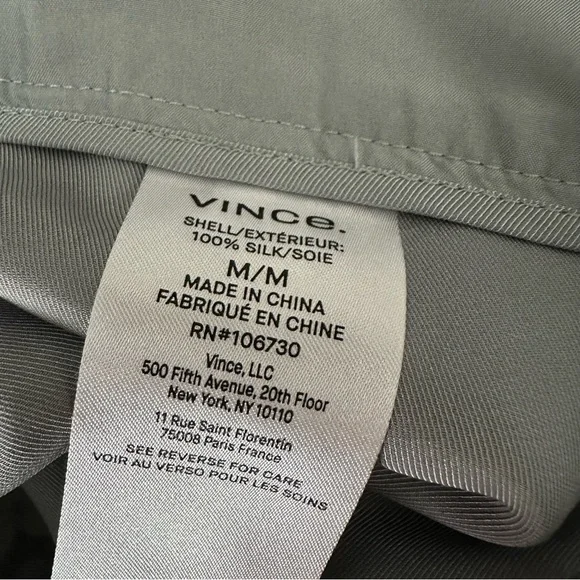 VINCE.
SHELL/EXTÉRIEUR:
100% SILK/SOIE
M/M
MADE IN CHINA
FABRIQUÉ EN CHINE
RN#106730
Vince, LLC
500 Fifth Avenue, 20th Floor
New York, NY 10110
11 Rue Saint Florentin
75008 Paris France
SEE REVERSE FOR CARE
VOIR AU VERSO POUR LES SOINS